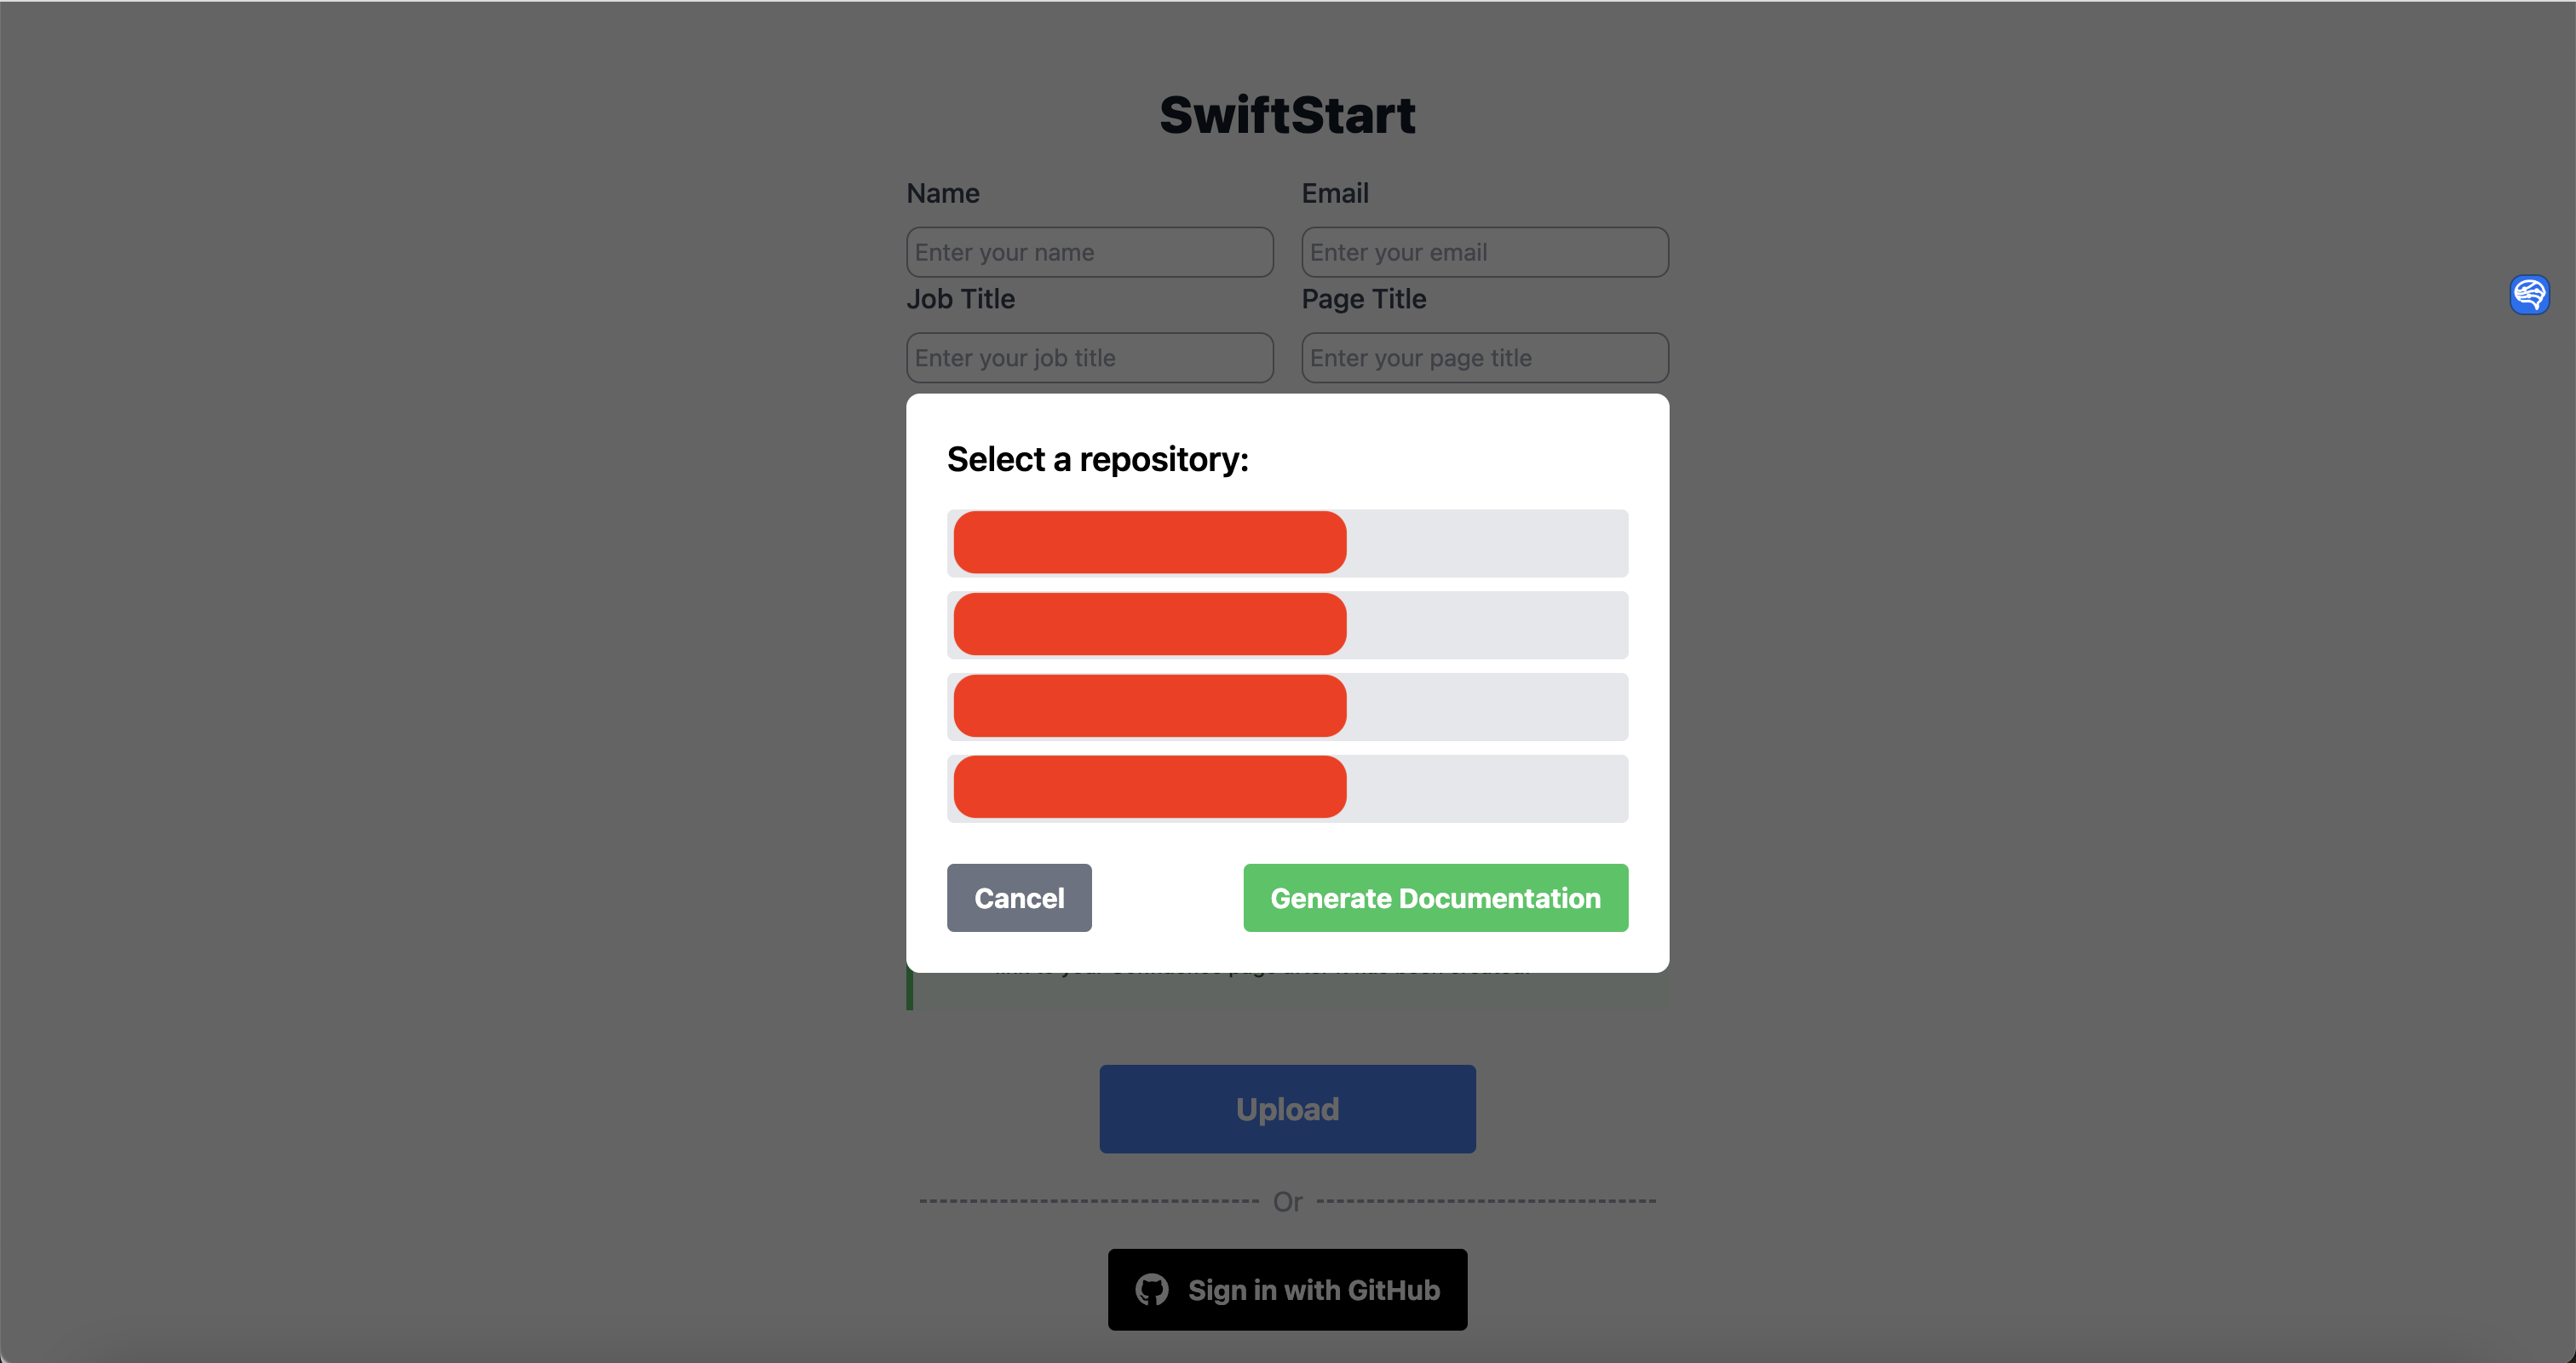 SwiftStart
Name
Email
Enter your name
Enter your email
Job Title
Page Title
Enter your job title
Enter your page title
Select a repository:
Cancel
Generate Documentation
Upload
Or
Sign in with GitHub